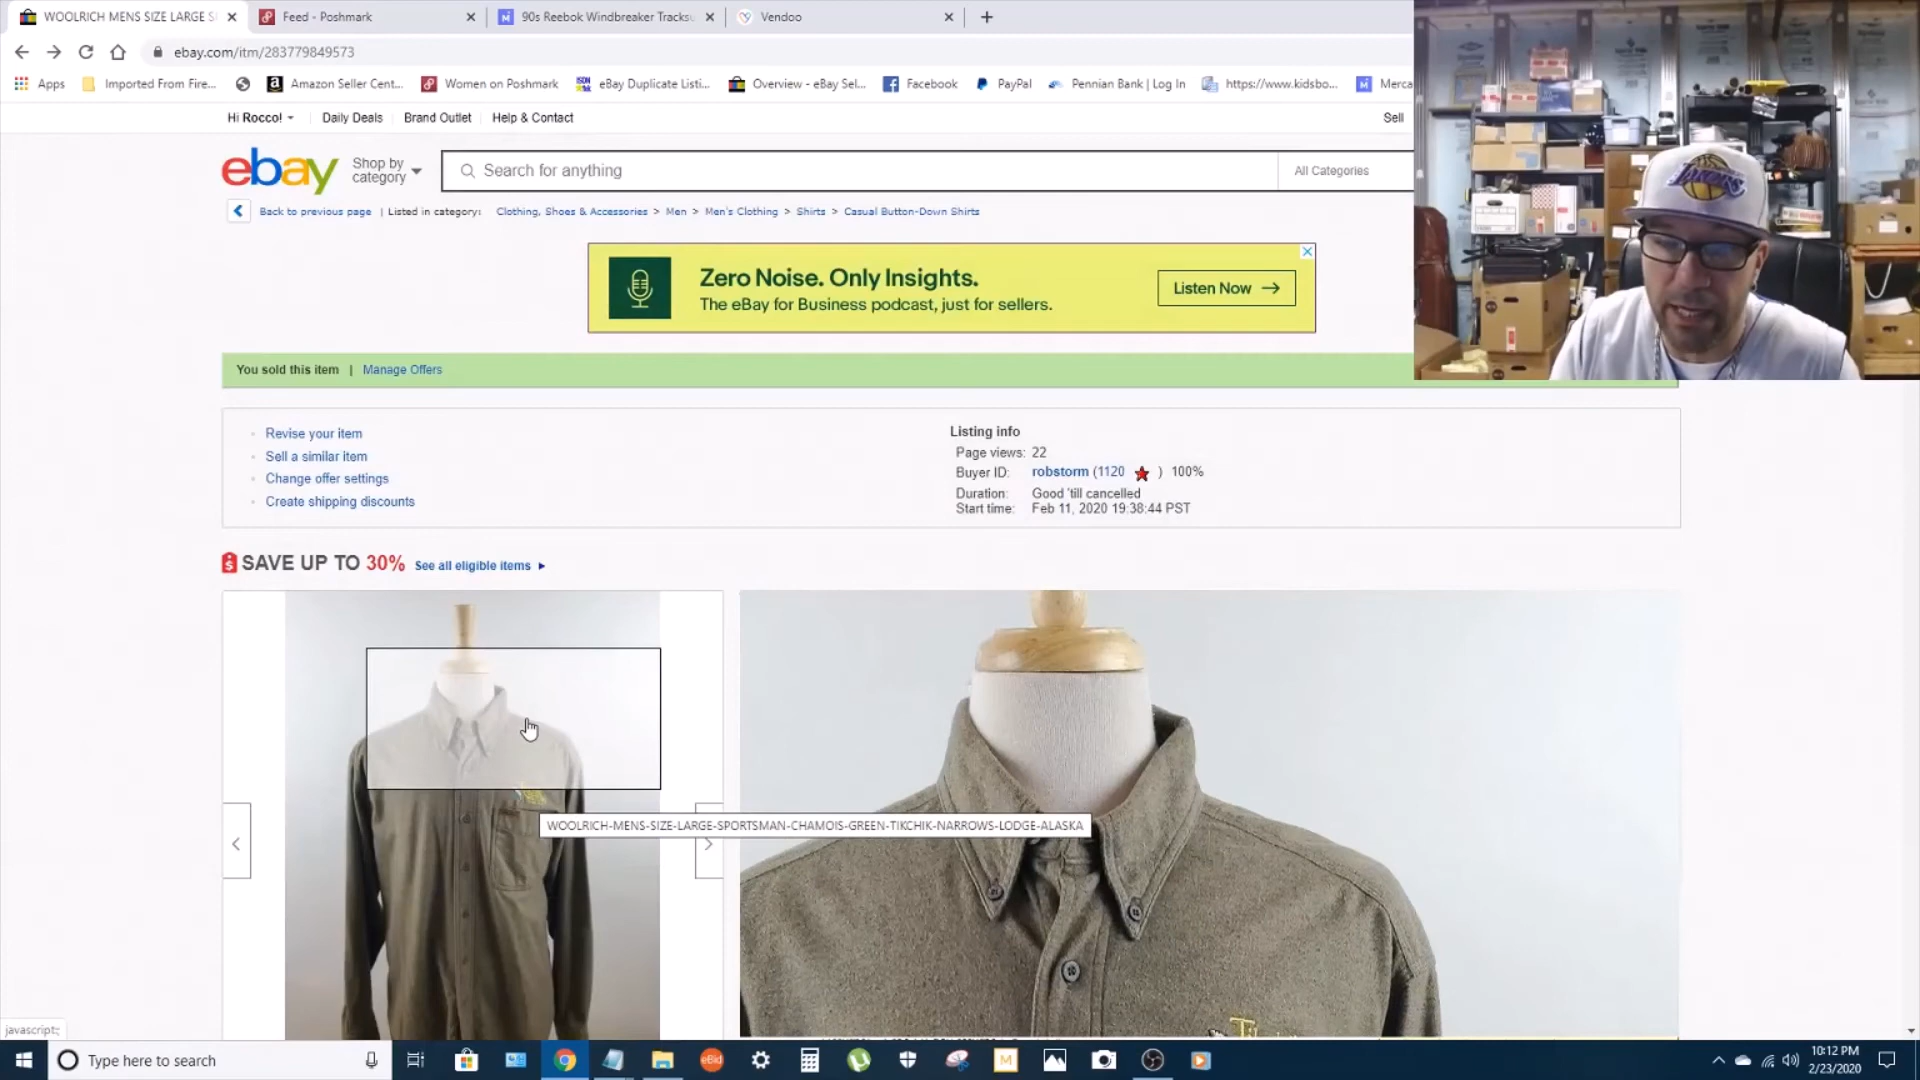 WOOLRICH MENS SIZE LARGE S
Feed - Poshmark
90s Reebok Windbreaker Tracksu
Vendoo
ebay.com/itm/283779849573
Apps
Imported From Fire...
Amazon Seller Cent...
Women on Poshmark
eBay Duplicate Listi...
Overview - eBay Sel...
Facebook
PayPal
Pennian Bank | Log In
https://www.kidsbo...
Merca
Hi Rocco!
Daily Deals
Brand Outlet
Help & Contact
Sell
ebay
Shop by
category
Search for anything
All Categories
Back to previous page | Listed in category: Clothing, Shoes & Accessories > Men > Men's Clothing > Shirts > Casual Button-Down Shirts
Zero Noise. Only Insights.
The eBay for Business podcast, just for sellers.
Listen Now →
LAKERS
You sold this item | Manage Offers
Revise your item
Sell a similar item
Change offer settings
Create shipping discounts
Listing info
Page views: 22
Buyer ID: robstorm (1120 ) 100%
Duration: Good 'till cancelled
Start time: Feb 11, 2020 19:38:44 PST
SAVE UP TO 30% See all eligible items
WOOLRICH-MENS-SIZE-LARGE-SPORTSMAN-CHAMOIS-GREEN-TIKCHIK-NARROWS-LODGE-ALASKA
javascript:
Type here to search
eBid
M
10:12 PM
2/23/2020